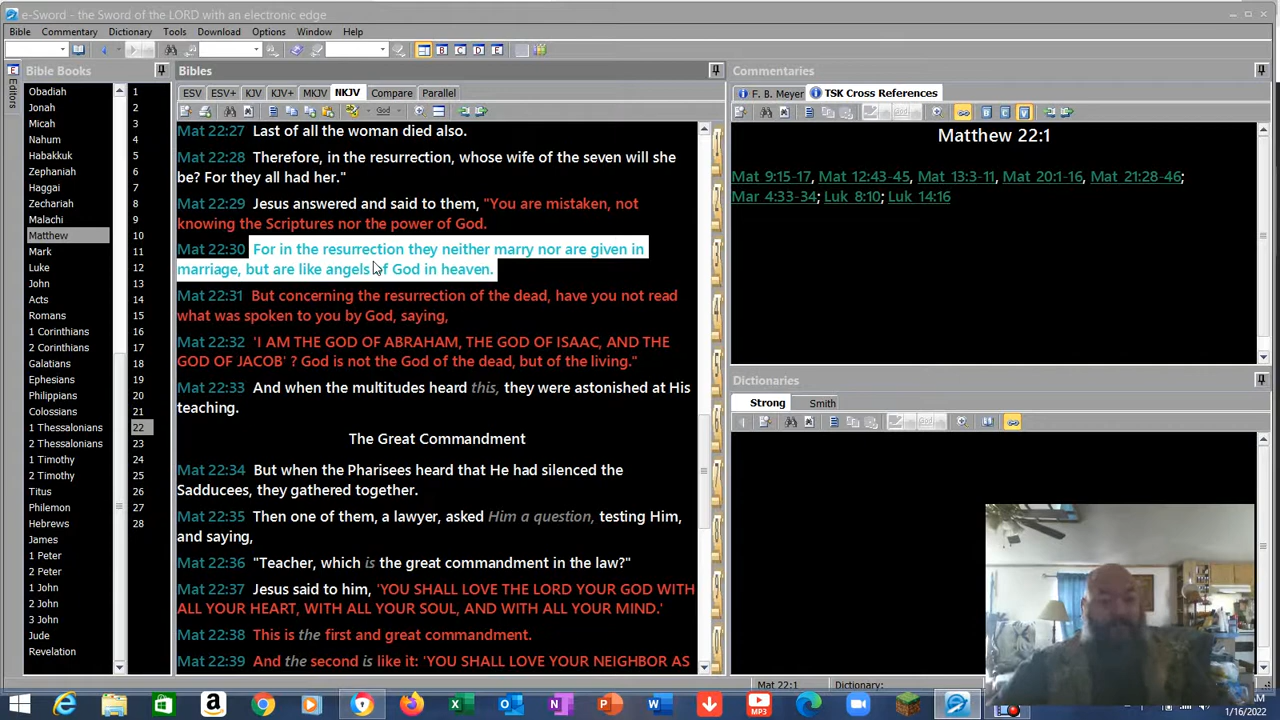 e-Sword - the Sword of the LORD with an electronic edge
Bible Commentary Dictionary Tools Download Options Window Help
B C D E
Editors
Bible Books
Obadiah
Jonah
Micah
Nahum
Habakkuk
Zephaniah
Haggai
Zechariah
Malachi
Matthew
Mark
Luke
John
Acts
Romans
1 Corinthians
2 Corinthians
Galatians
Ephesians
Philippians
Colossians
1 Thessalonians
2 Thessalonians
1 Timothy
2 Timothy
Titus
Philemon
Hebrews
James
1 Peter
2 Peter
1 John
2 John
3 John
Jude
Revelation
1
2
3
4
5
6
7
8
9
10
11
12
13
14
15
16
17
18
19
20
21
22
23
24
25
26
27
28
Bibles
ESV ESV+ KJV KJV+ MKJV NKJV Compare Parallel
God
Mat 22:27 Last of all the woman died also.
Mat 22:28 Therefore, in the resurrection, whose wife of the seven will she
be? For they all had her."
Mat 22:29 Jesus answered and said to them, "You are mistaken, not
knowing the Scriptures nor the power of God.
Mat 22:30 For in the resurrection they neither marry nor are given in
marriage, but are like angels of God in heaven.
Mat 22:31 But concerning the resurrection of the dead, have you not read
what was spoken to you by God, saying,
Mat 22:32 'I AM THE GOD OF ABRAHAM, THE GOD OF ISAAC, AND THE
GOD OF JACOB' ? God is not the God of the dead, but of the living."
Mat 22:33 And when the multitudes heard this, they were astonished at His
teaching.
The Great Commandment
Mat 22:34 But when the Pharisees heard that He had silenced the
Sadducees, they gathered together.
Mat 22:35 Then one of them, a lawyer, asked Him a question, testing Him,
and saying,
Mat 22:36 "Teacher, which is the great commandment in the law?"
Mat 22:37 Jesus said to him, 'YOU SHALL LOVE THE LORD YOUR GOD WITH
ALL YOUR HEART, WITH ALL YOUR SOUL, AND WITH ALL YOUR MIND.'
Mat 22:38 This is the first and great commandment.
Mat 22:39 And the second is like it: 'YOU SHALL LOVE YOUR NEIGHBOR AS
Commentaries
F. B. Meyer TSK Cross References
B C V
Matthew 22:1
Mat 9:15-17, Mat 12:43-45, Mat 13:3-11, Mat 20:1-16, Mat 21:28-46;
Mar 4:33-34; Luk 8:10; Luk 14:16
Dictionaries
Strong Smith
Mat 22:1 Dictionary:
MP3
AM
1/16/2022